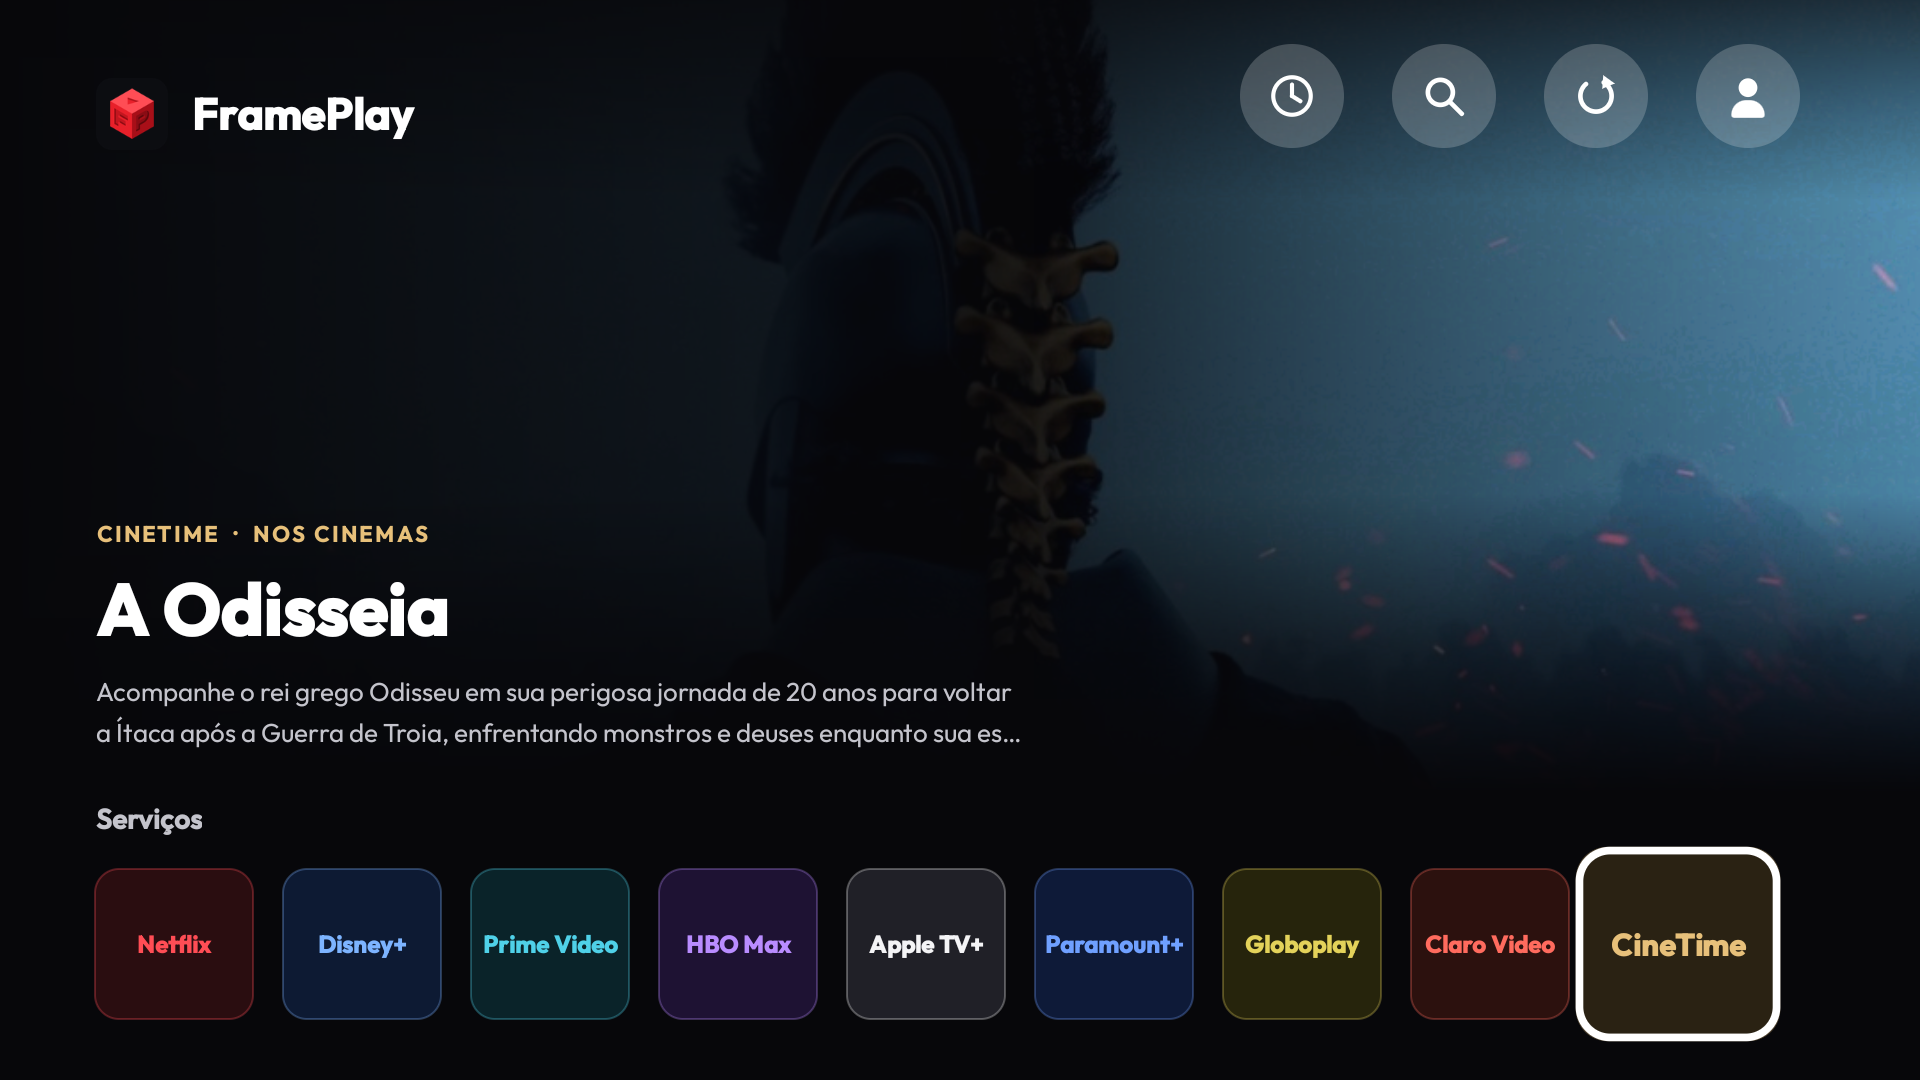 FramePlay
CINETIME · NOS CINEMAS
A Odisseia
Acompanhe o rei grego Odisseu em sua perigosa jornada de 20 anos para voltar
a Ítaca após a Guerra de Troia, enfrentando monstros e deuses enquanto sua es...
Serviços
Netflix
Disney+
Prime Video
HBO Max
Apple TV+
Paramount+
Globoplay
Claro Video
CineTime